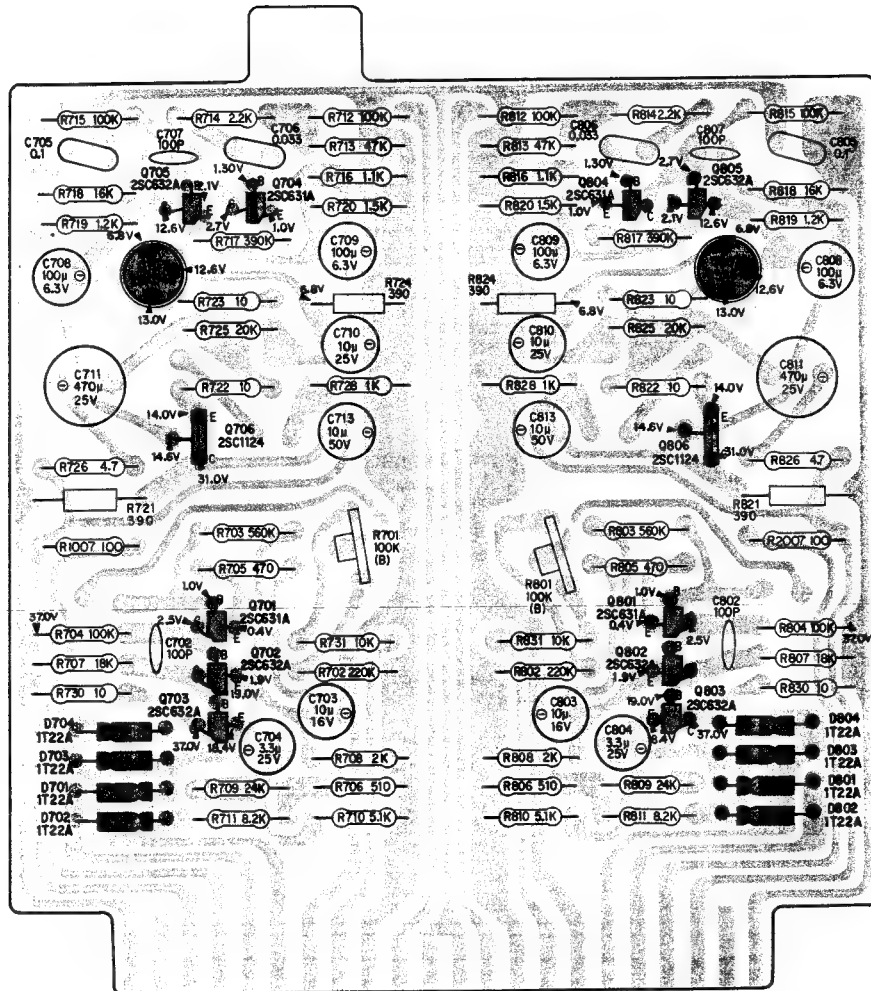 R715 100K
R714 2.2K
R712 100K
R812 100K
R814 2.2K
R815 100K
C705
0.1
C707
100P
C706
0.033
R713 47K
R813 47K
C806
0.033
C807
100P
C805
0.1
Q705
2SC632A
2.1V
1.30V
B
Q704
2SC631A
R716 1.1K
R816 1.1K
1.30V
Q804
2SC631A
B
2.7V
Q805
2SC632A
R718 16K
R818 16K
R719 1.2K
12.6V
E
2.7V
E
1.0V
R720 1.5K
R820 1.5K
1.0V
E
C
2.1V
12.6V
R819 1.2K
6.8V
R717 390K
R817 390K
6.8V
C708
100µ
6.3V
12.6V
13.0V
C709
100µ
6.3V
C809
100µ
6.3V
12.6V
13.0V
C808
100µ
6.3V
R723 10
6.8V
R724
390
R824
390
6.8V
R823 10
R725 20K
C710
10µ
25V
C810
10µ
25V
R825 20K
C711
470µ
25V
R722 10
R728 1K
R828 1K
R822 10
C811
470µ
25V
14.0V
E
Q706
2SC1124
14.6V
C
31.0V
C713
10µ
50V
C813
10µ
50V
14.0V
E
14.6V
Q806
2SC1124
31.0V
R726 4.7
R826 4.7
R721
390
R821
390
R1007 100
R703 560K
R701
100K
(B)
R803 560K
R2007 100
R705 470
R801
100K
(B)
R805 470
1.0V
B
Q701
2SC631A
2.5V
E
0.4V
Q801
2SC631A
1.0V
B
0.4V
E
2.5V
C802
100P
37.0V
R704 100K
C702
100P
R731 10K
R831 10K
R804 100K
37.0V
R707 18K
B
Q702
2SC632A
1.9V
19.0V
R702 220K
R802 220K
Q802
2SC632A
B
1.9V
19.0V
R807 18K
R730 10
R830 10
Q703
2SC632A
B
E
37.0V
18.4V
C703
10µ
16V
C803
10µ
16V
B
Q803
2SC632A
E
C
18.4V
37.0V
C704
3.3µ
25V
C804
3.3µ
25V
D704
1T22A
D804
1T22A
D703
1T22A
R708 2K
R808 2K
D803
1T22A
D701
1T22A
R709 24K
R706 510
R806 510
R809 24K
D801
1T22A
D702
1T22A
R711 8.2K
R710 5.1K
R810 5.1K
R811 8.2K
D802
1T22A